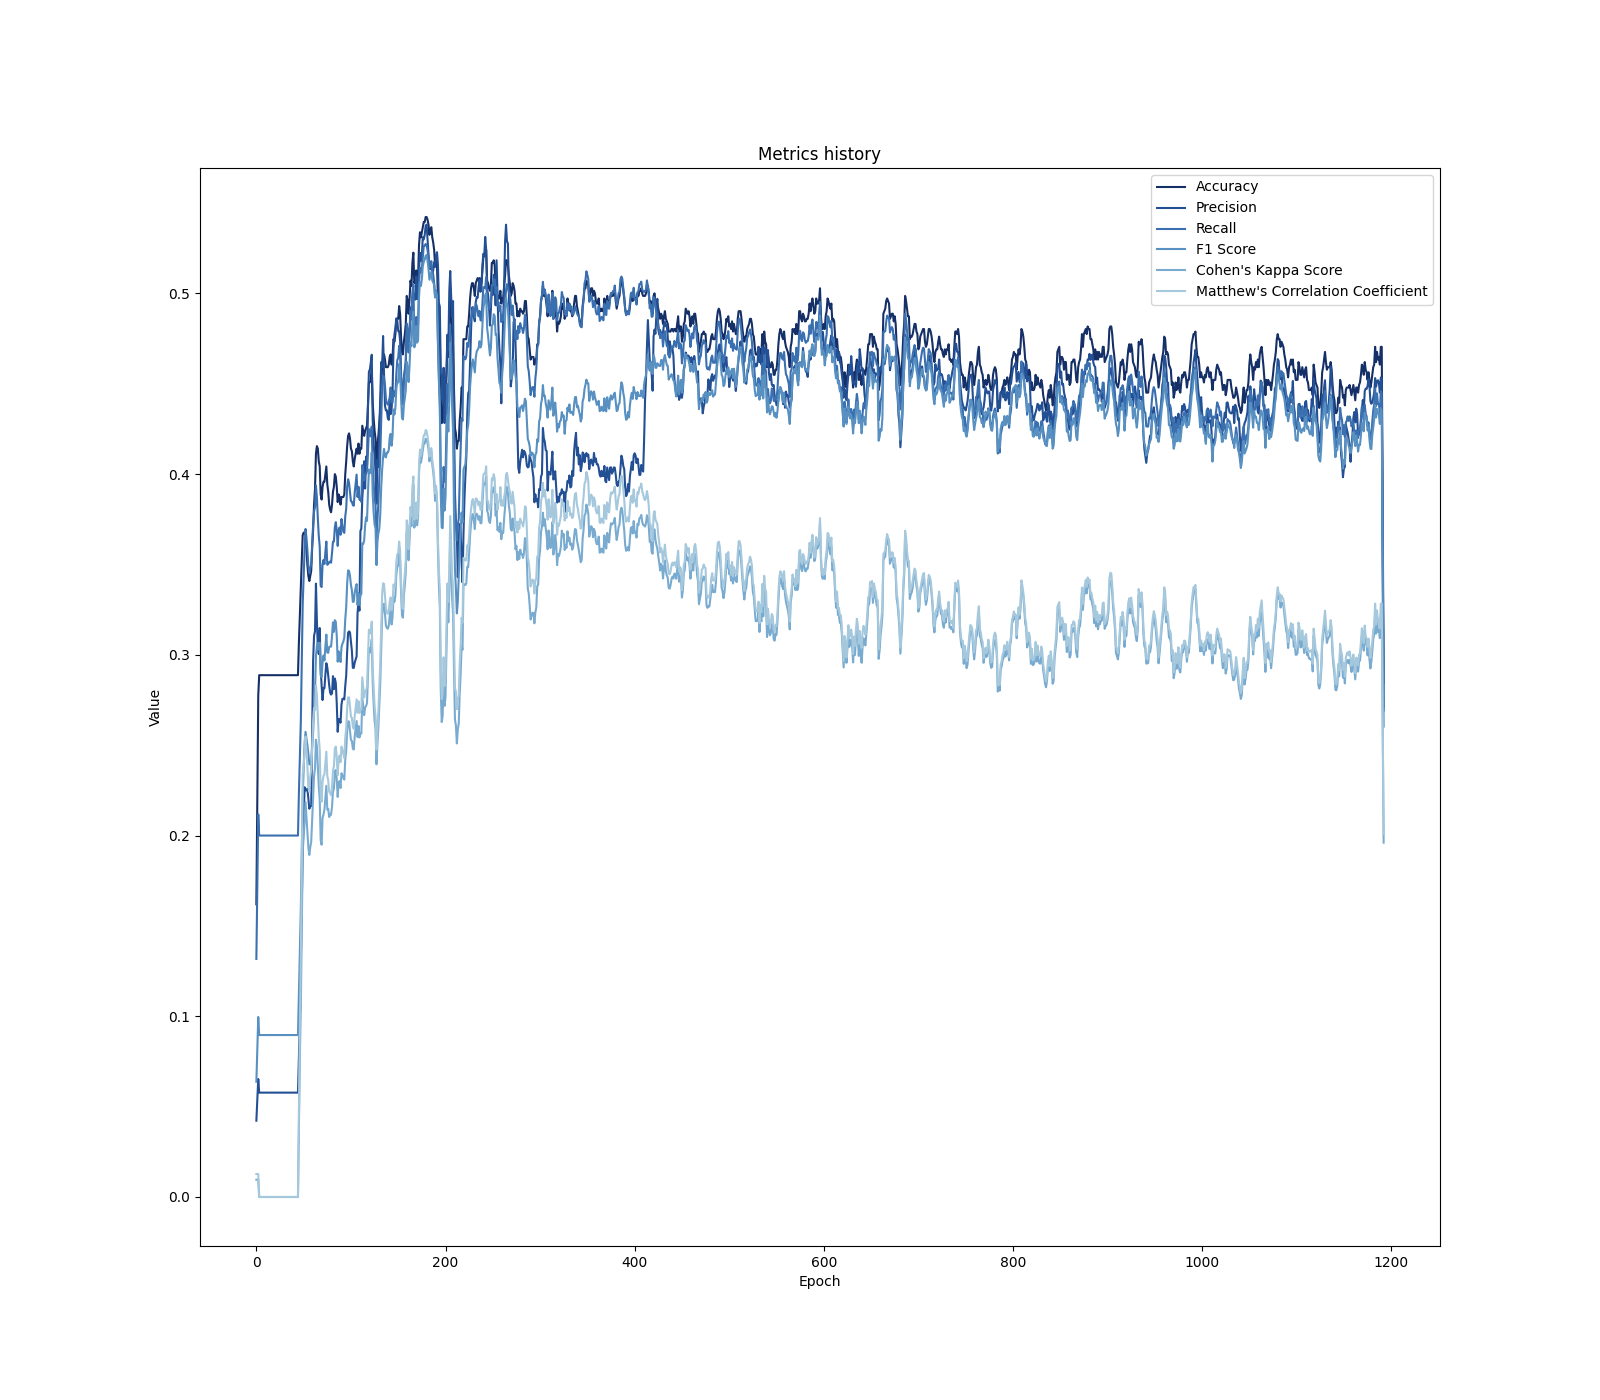 Metrics history
Accuracy
Precision
Recall
F1 Score
Cohen's Kappa Score
Matthew's Correlation Coefficient
Value
0.5
0.4
0.3
0.2
0.1
0.0
0 200 400 600 800 1000 1200
Epoch